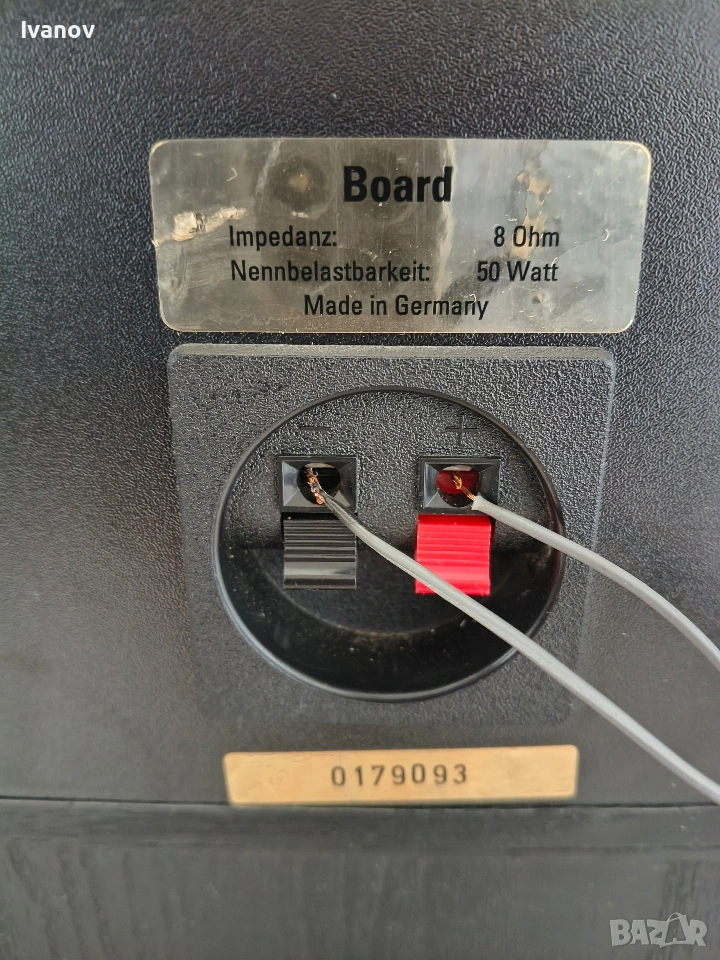 Ivanov
Board
Impedanz: 8 Ohm
Nennbelastbarkeit: 50 Watt
Made in Germany
- +
0179093
BAZAR